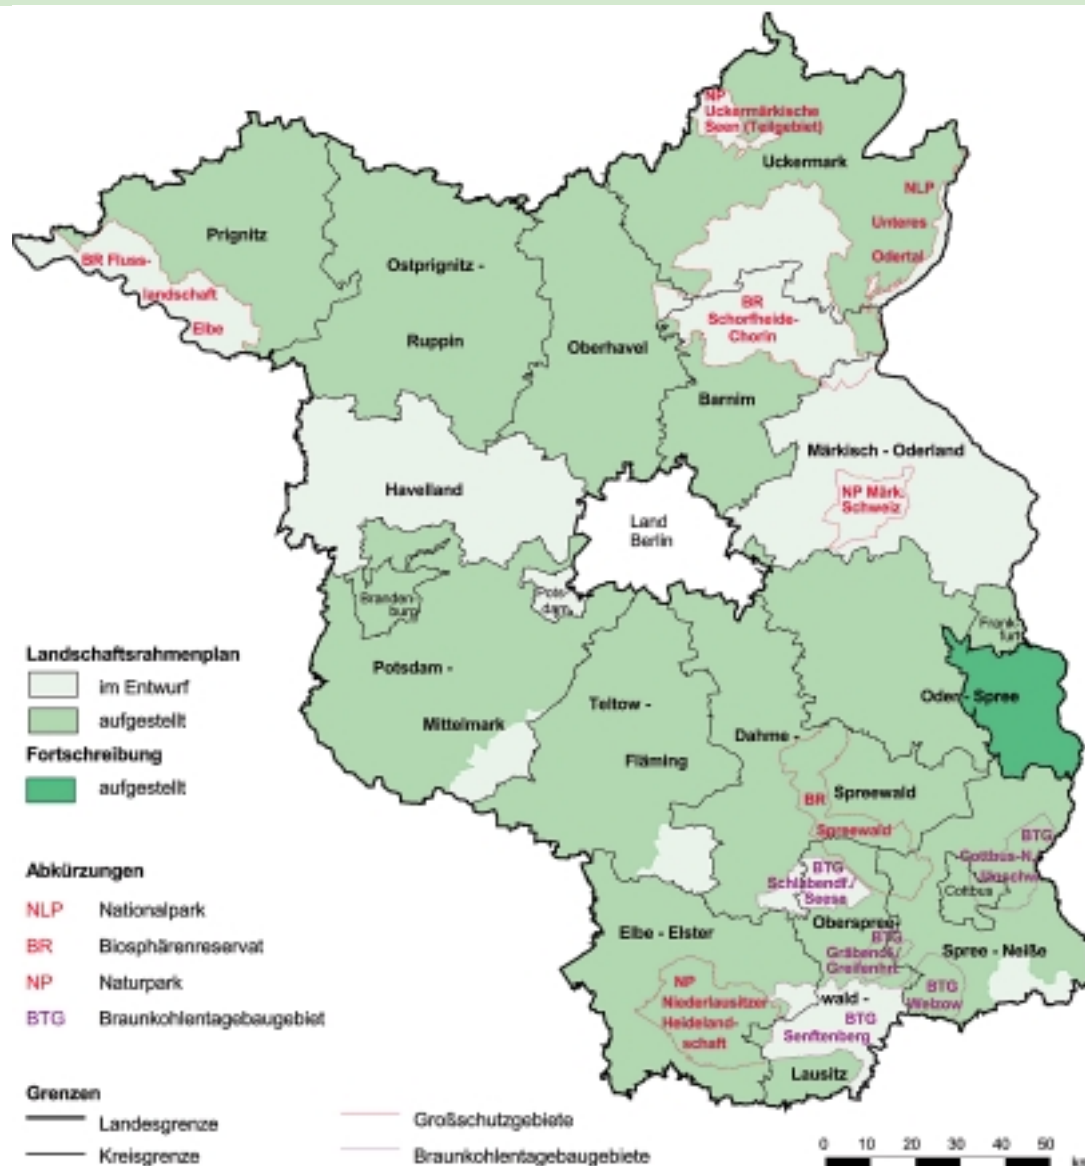 NP
Uckermärkische
Seen (Teilgebiet)
Uckermark
NLP
Unteres
Odertal
Prignitz
BR Fluss-
landschaft
Elbe
Ostprignitz -
Ruppin
Oberhavel
BR
Schorfheide-
Chorin
Barnim
Märkisch - Oderland
NP Märk.
Schweiz
Havelland
Land
Berlin
Branden-
burg
Pots-
dam
Frank-
furt
Potsdam -
Mittelmark
Teltow -
Fläming
Oder - Spree
Dahme -
Spreewald
BR
Spreewald
BTG
Cottbus-N.
Umschw.
Cottbus
BTG
Schlabendf./
Seese
Oberspree-
BTG
Gräbendf./
Greifenhn.
Spree - Neiße
Elbe - Elster
NP
Niederlausitzer-
Heideland-
schaft
wald -
BTG
Senftenberg
BTG
Welzow
Lausitz
Landschaftsrahmenplan
im Entwurf
aufgestellt
Fortschreibung
aufgestellt
Abkürzungen
NLP Nationalpark
BR Biosphärenreservat
NP Naturpark
BTG Braunkohlentagebaugebiet
Grenzen
Landesgrenze
Kreisgrenze
Großschutzgebiete
Braunkohlentagebaugebiete
0 10 20 30 40 50